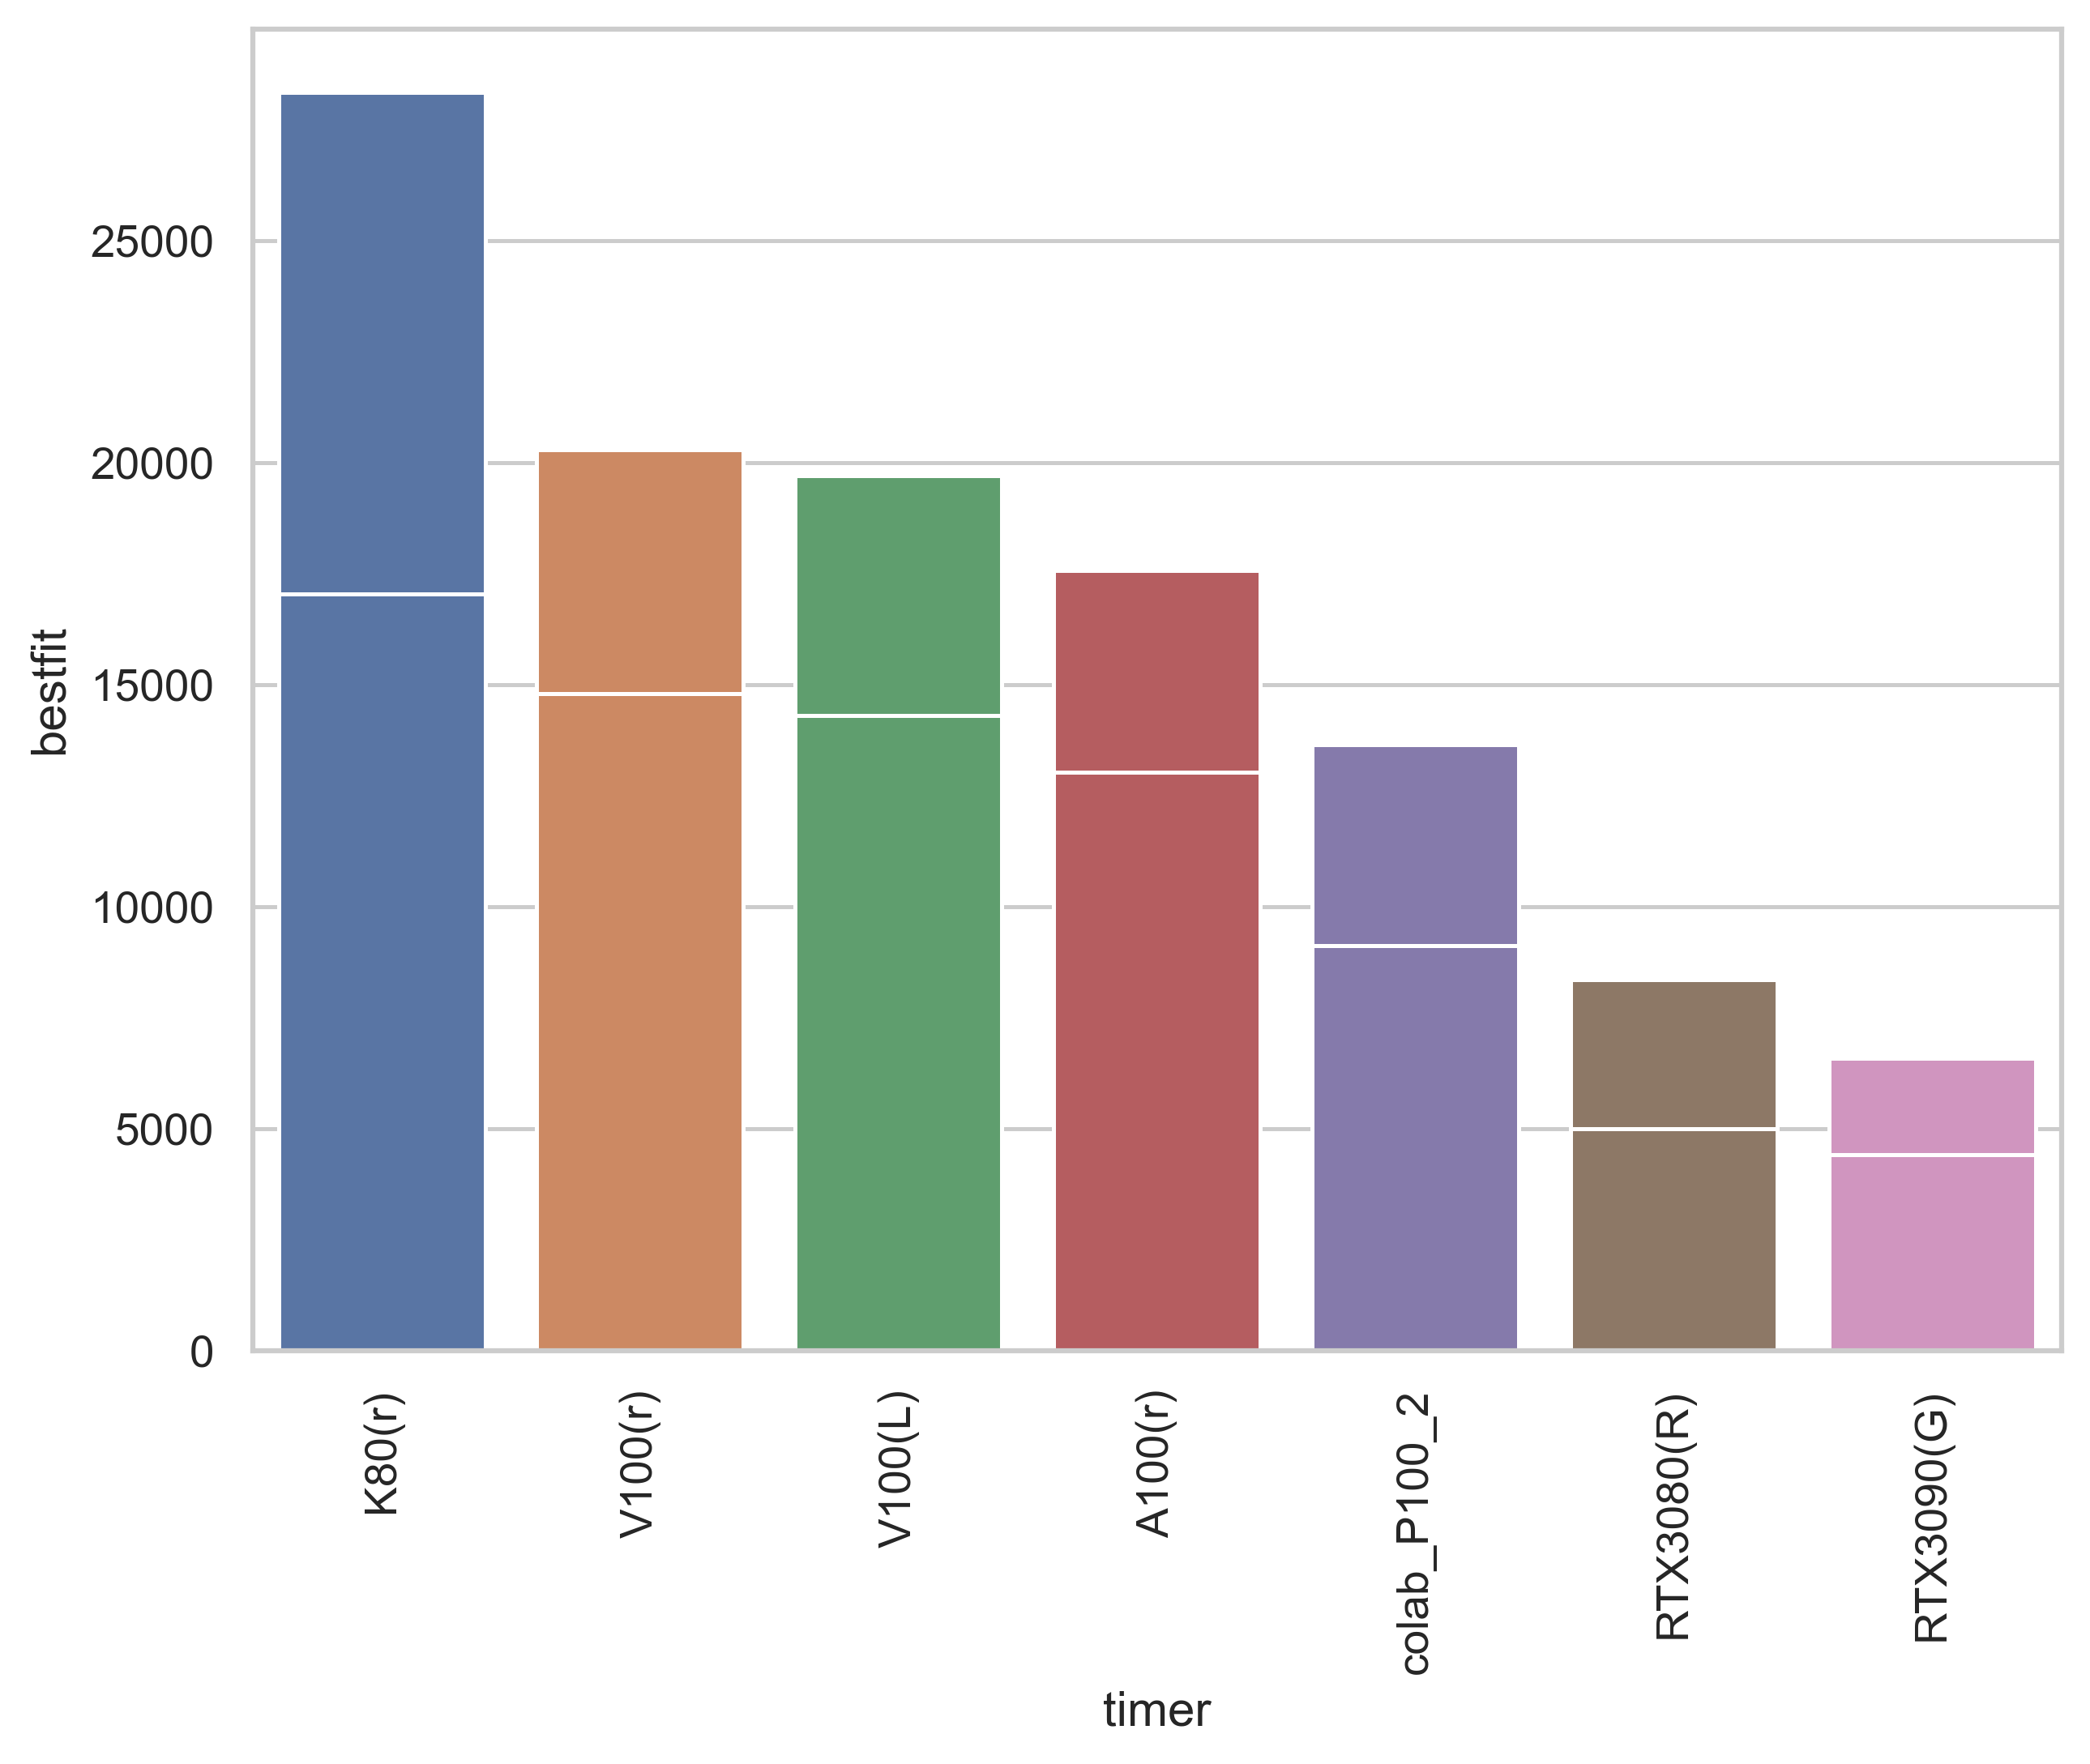 25000
20000
15000
10000
5000
0
bestfit
K80(r)
V100(r)
V100(L)
A100(r)
colab_P100_2
RTX3080(R)
RTX3090(G)
timer